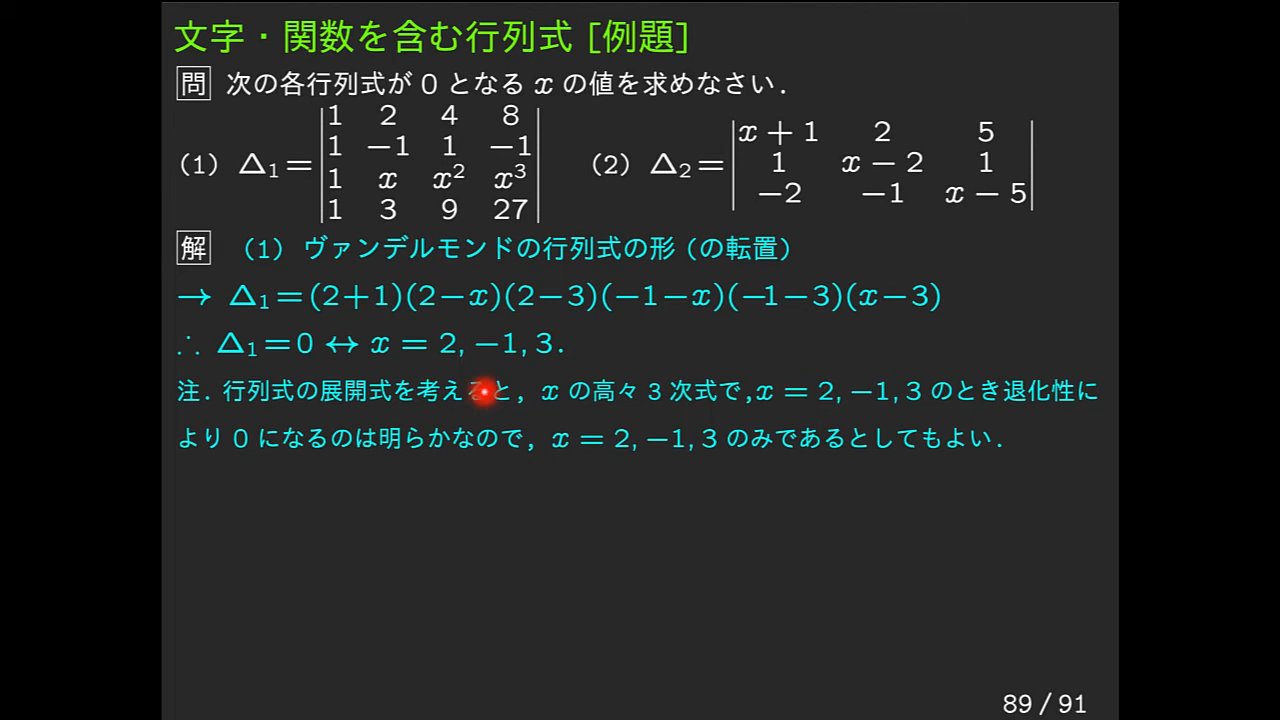 文字・関数を含む行列式 [例題]
問 次の各行列式が 0 となる x の値を求めなさい.
(1) Δ₁ = |1 2 4 8| (2) Δ₂ = |x + 1 2 5|
|1 −1 1 −1| |1 x − 2 1|
|1 x x² x³| |−2 −1 x − 5|
|1 3 9 27|
解 (1) ヴァンデルモンドの行列式の形 (の転置)
→ Δ₁ = (2+1)(2−x)(2−3)(−1−x)(−1−3)(x−3)
∴ Δ₁ = 0 ↔ x = 2, −1, 3.
注. 行列式の展開式を考えると, x の高々 3 次式で, x = 2, −1, 3 のとき退化性に
より 0 になるのは明らかなので, x = 2, −1, 3 のみであるとしてもよい.
89 / 91